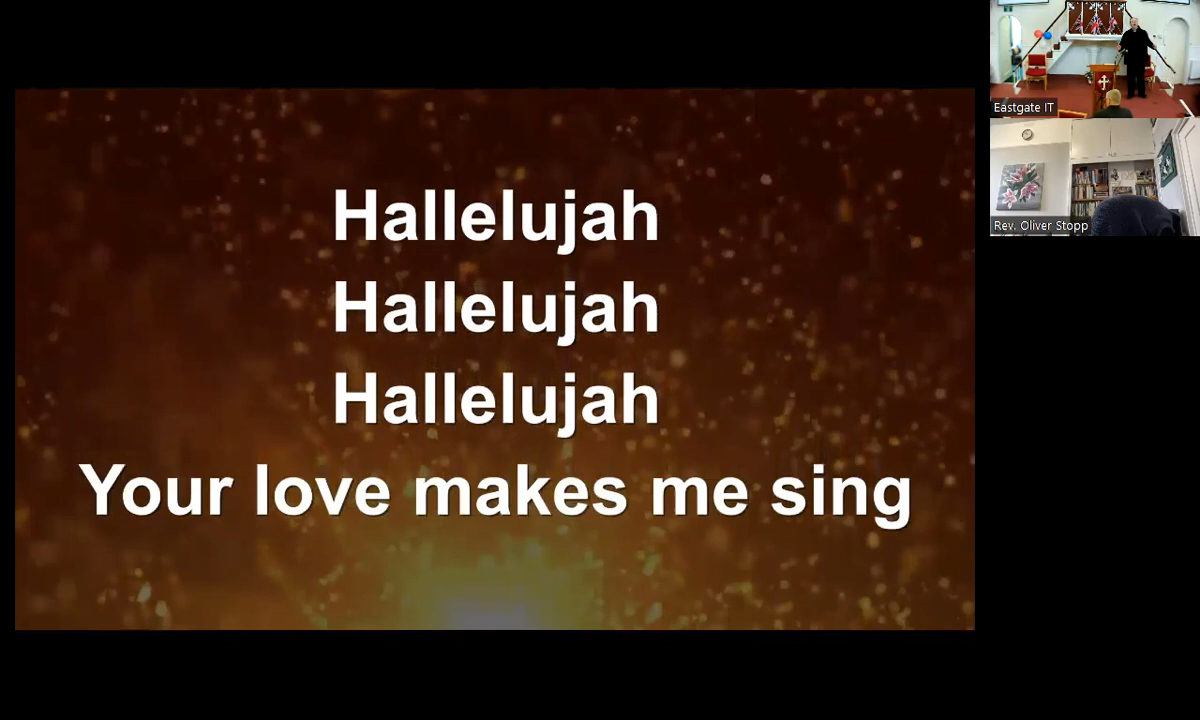 Hallelujah
Hallelujah
Hallelujah
Your love makes me sing
Eastgate IT
Rev. Oliver Stopp